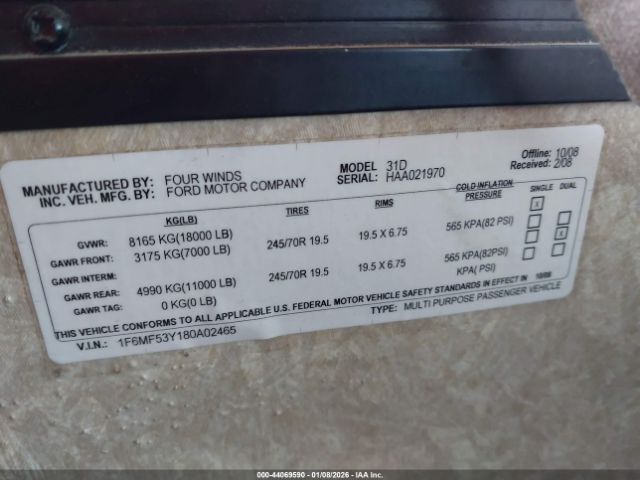 MANUFACTURED BY: FOUR WINDS MODEL 31D Offline: 10/08
INC. VEH. MFG. BY: FORD MOTOR COMPANY SERIAL: HAA021970 Received: 2/08
KG(LB) TIRES RIMS COLD INFLATION PRESSURE SINGLE DUAL
GVWR: 8165 KG(18000 LB)
GAWR FRONT: 3175 KG(7000 LB) 245/70R 19.5 19.5 X 6.75 565 KPA(82 PSI) X
GAWR INTERM:
GAWR REAR: 4990 KG(11000 LB) 245/70R 19.5 19.5 X 6.75 565 KPA(82PSI) X
GAWR TAG: 0 KG(0 LB) KPA( PSI)
THIS VEHICLE CONFORMS TO ALL APPLICABLE U.S. FEDERAL MOTOR VEHICLE SAFETY STANDARDS IN EFFECT IN 10/08
V.I.N.: 1F6MF53Y180A02465 TYPE: MULTI PURPOSE PASSENGER VEHICLE
000-44069590 - 01/08/2026 - IAA Inc.